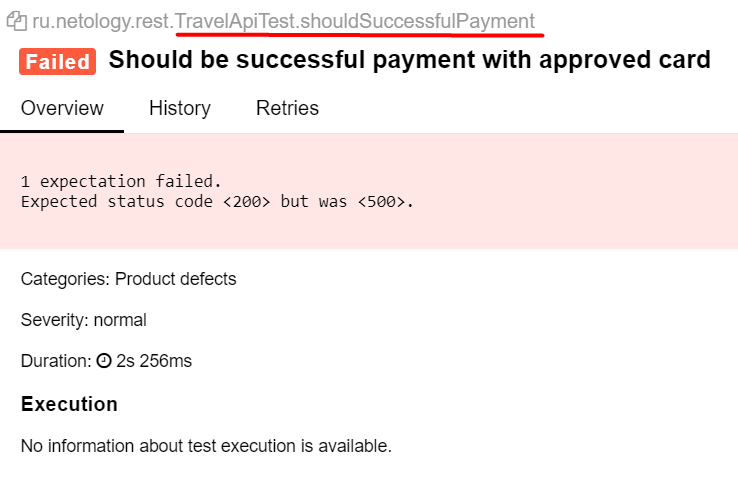 ru.netology.rest.TravelApiTest.shouldSuccessfulPayment
Failed Should be successful payment with approved card
Overview History Retries
1 expectation failed.
Expected status code <200> but was <500>.
Categories: Product defects
Severity: normal
Duration: 2s 256ms
Execution
No information about test execution is available.